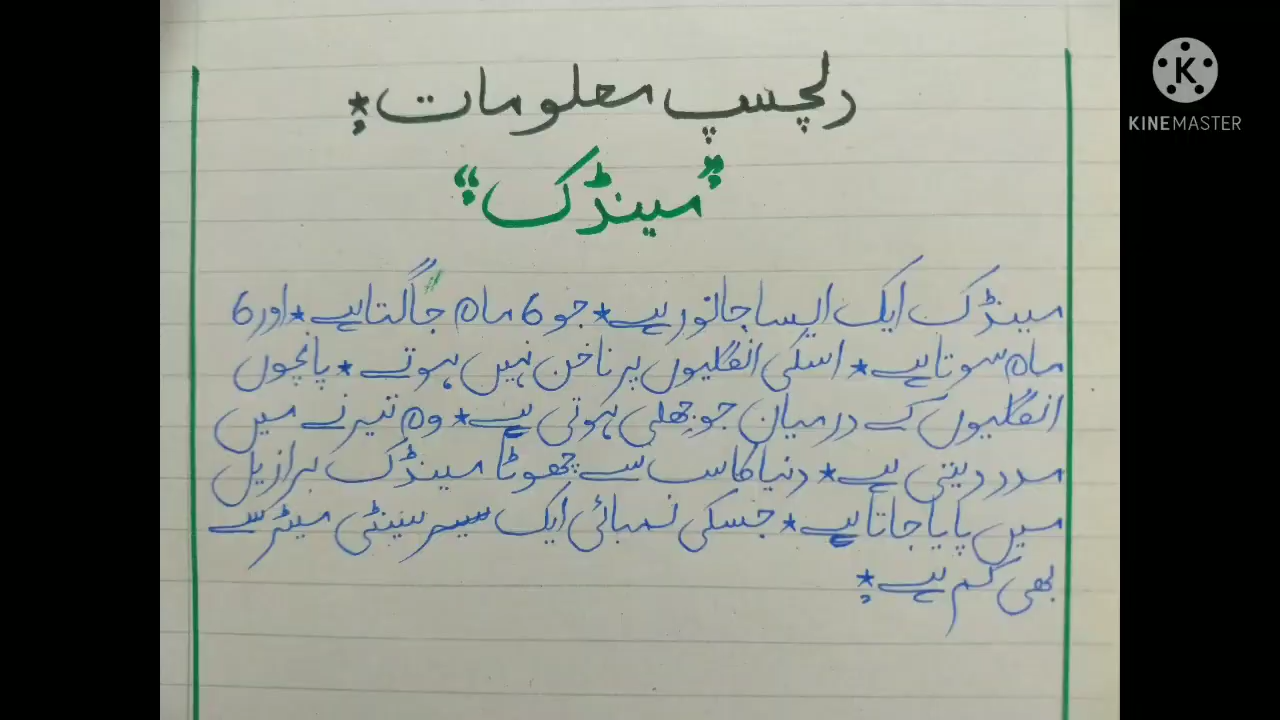 دلچسپ معلومات*
"مینڈک"
مینڈک ایک ایسا جانور ہے* جو 6 ماہ جاگتا ہے* اور 6
ماہ سوتا ہے* اسکی انگلیوں پر ناخن نہیں ہوتے* پانچوں
انگلیوں کے درمیان جو جھلی ہوتی ہے* وہ تیرنے میں
مدد دیتی ہے* دنیا کا سب سے چھوٹا مینڈک برازیل
میں پایا جاتا ہے* جسکی لمبائی ایک سینٹی میٹر سے
بھی کم ہے*
KINEMASTER